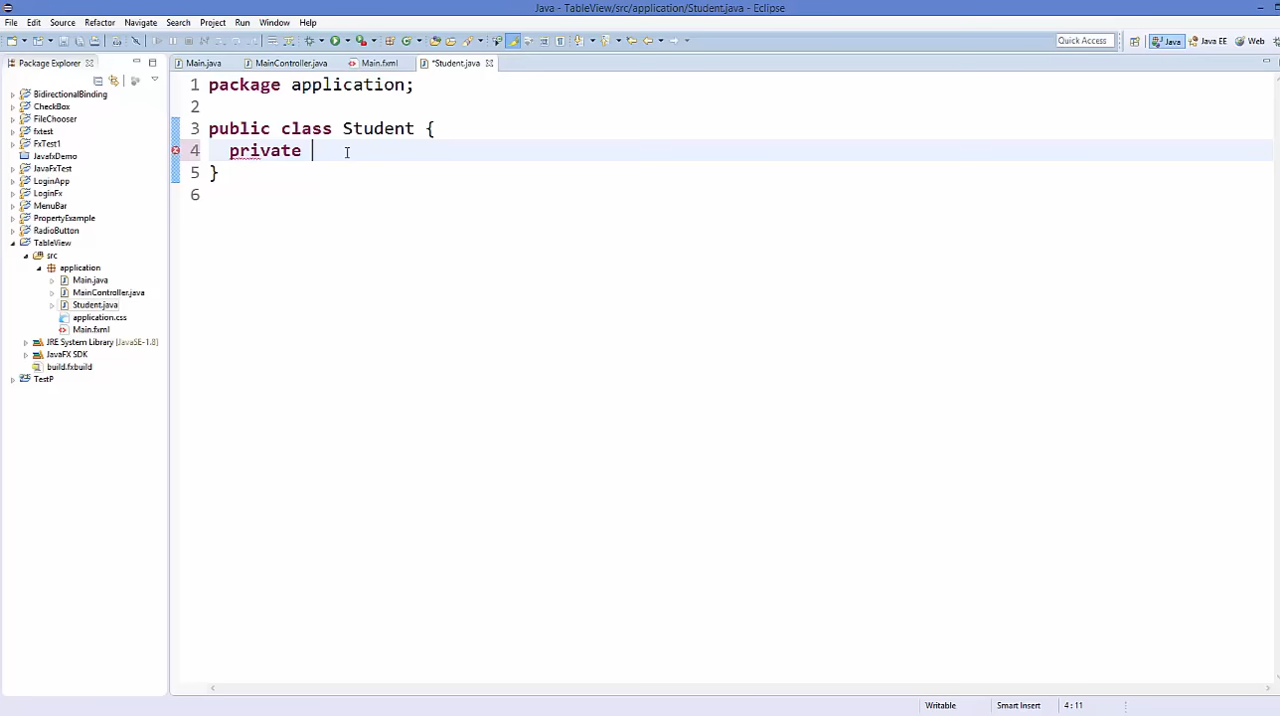 Java - TableView/src/application/Student.java - Eclipse
File Edit Source Refactor Navigate Search Project Run Window Help
Quick Access Java Java EE Web
Package Explorer
Main.java MainController.java Main.fxml *Student.java
BidirectionalBinding
CheckBox
FileChooser
fxtest
FxTest1
JavafxDemo
JavaFxTest
LoginApp
LoginFx
MenuBar
PropertyExample
RadioButton
TableView
src
application
Main.java
MainController.java
Student.java
application.css
Main.fxml
JRE System Library [JavaSE-1.8]
JavaFX SDK
build.fxbuild
TestP
1 package application;
2
3 public class Student {
4 private
5 }
6
Writable Smart Insert 4 : 11